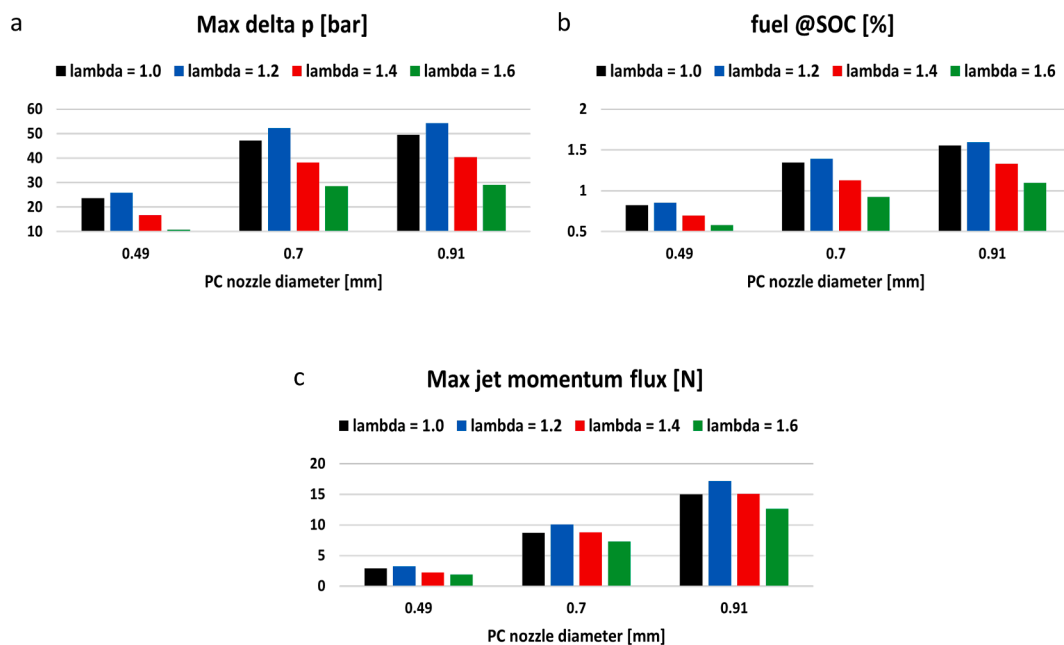 a
Max delta p [bar]
lambda = 1.0 lambda = 1.2 lambda = 1.4 lambda = 1.6
60
50
40
30
20
10
0.49 0.7 0.91
PC nozzle diameter [mm]
b
fuel @SOC [%]
lambda = 1.0 lambda = 1.2 lambda = 1.4 lambda = 1.6
2
1.5
1
0.5
0.49 0.7 0.91
PC nozzle diameter [mm]
c
Max jet momentum flux [N]
lambda = 1.0 lambda = 1.2 lambda = 1.4 lambda = 1.6
20
15
10
5
0
0.49 0.7 0.91
PC nozzle diameter [mm]